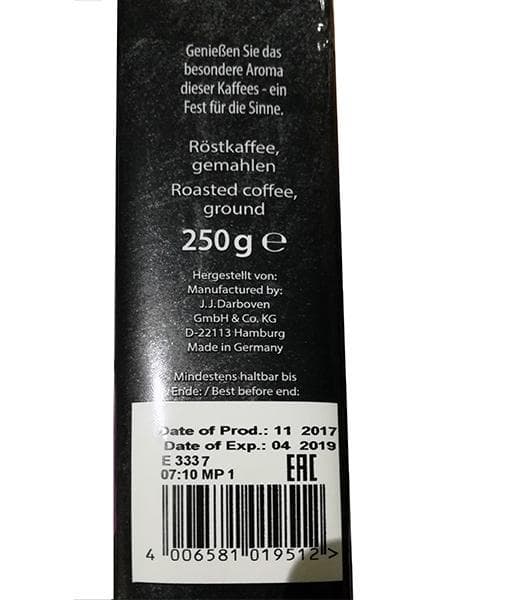 Genießen Sie das
besondere Aroma
dieser Kaffees - ein
Fest für die Sinne.
Röstkaffee,
gemahlen
Roasted coffee,
ground
250g ℮
Hergestellt von:
Manufactured by:
J.J.Darboven
GmbH & Co. KG
D-22113 Hamburg
Made in Germany
Mindestens haltbar bis
Ende: / Best before end:
Date of Prod.: 11 2017
Date of Exp.: 04 2019
E 3337
07:10 MP 1
EAC
4 006581 019512 >